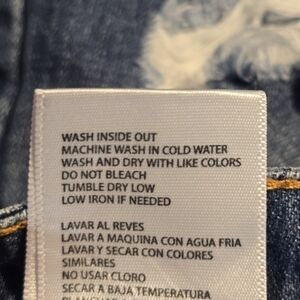 WASH INSIDE OUT
MACHINE WASH IN COLD WATER
WASH AND DRY WITH LIKE COLORS
DO NOT BLEACH
TUMBLE DRY LOW
LOW IRON IF NEEDED
LAVAR AL REVES
LAVAR A MAQUINA CON AGUA FRIA
LAVAR Y SECAR CON COLORES
SIMILARES
NO USAR CLORO
SECAR A BAJA TEMPERATURA